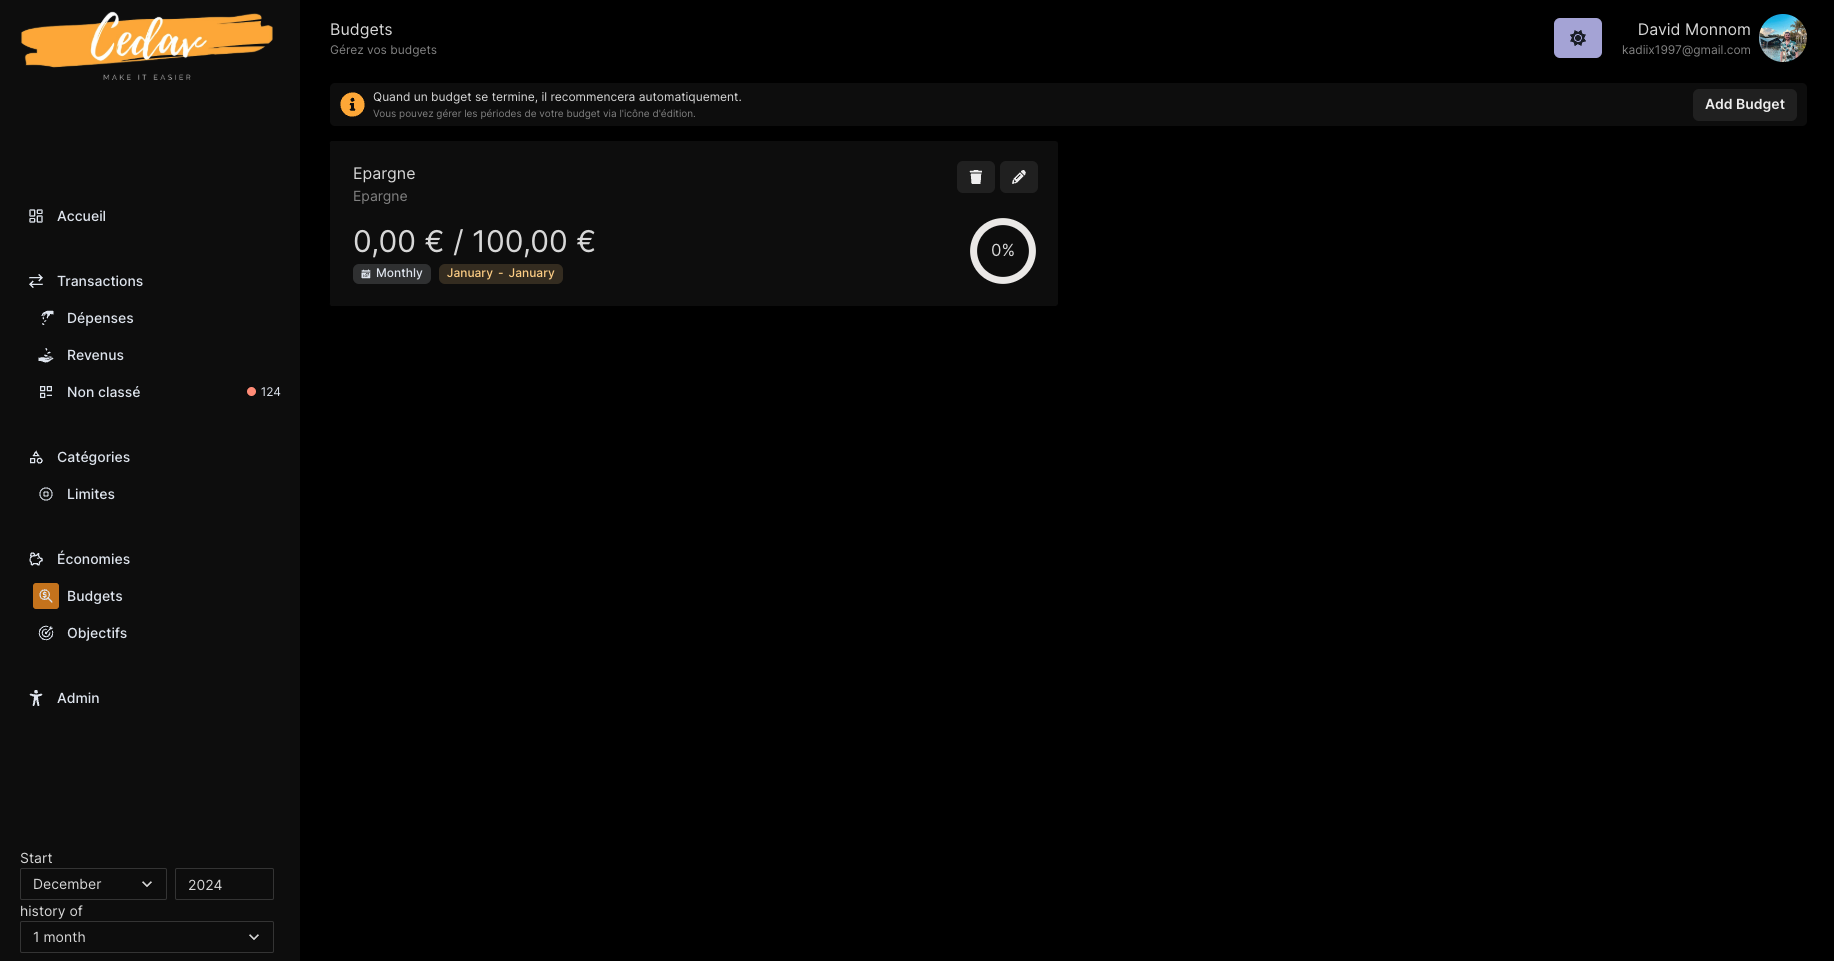 Cedav
MAKE IT EASIER
Accueil
Transactions
Dépenses
Revenus
Non classé
124
Catégories
Limites
Économies
Budgets
Objectifs
Admin
Start
December
2024
history of
1 month
Budgets
Gérez vos budgets
David Monnom
kadiix1997@gmail.com
Quand un budget se termine, il recommencera automatiquement.
Vous pouvez gérer les périodes de votre budget via l'icône d'édition.
Add Budget
Epargne
Epargne
0,00 € / 100,00 €
0%
Monthly
January - January